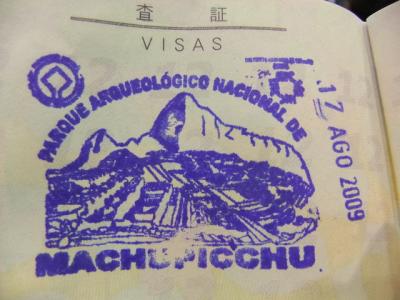 査 証
VISAS
PARQUE ARQUEOLÓGICO NACIONAL DE
MACHUPICCHU
17 AGO 2009